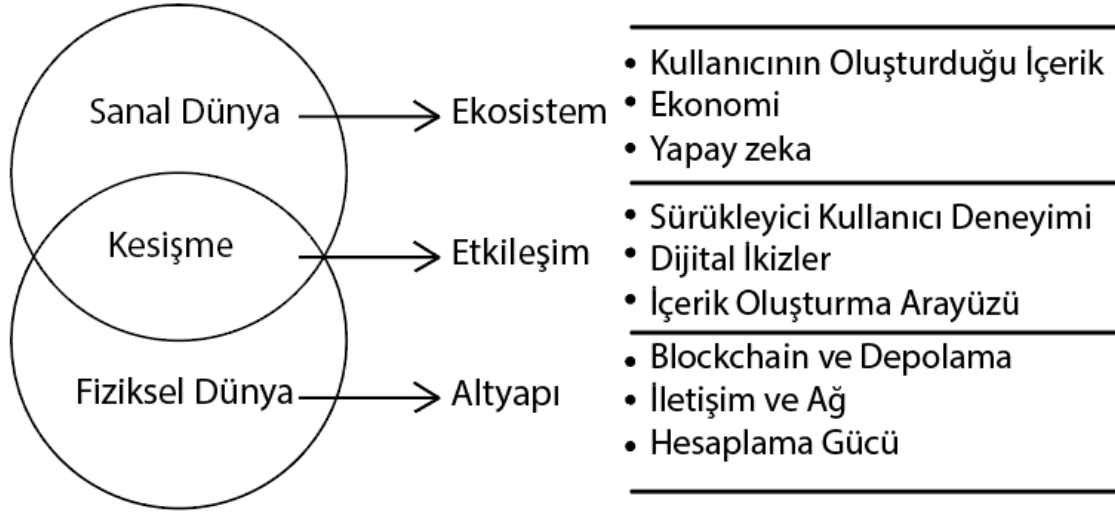 Sanal Dünya
Ekosistem
• Kullanıcının Oluşturduğu İçerik
• Ekonomi
• Yapay zeka
Kesişme
Etkileşim
• Sürükleyici Kullanıcı Deneyimi
• Dijital İkizler
• İçerik Oluşturma Arayüzü
Fiziksel Dünya
Altyapı
• Blockchain ve Depolama
• İletişim ve Ağ
• Hesaplama Gücü